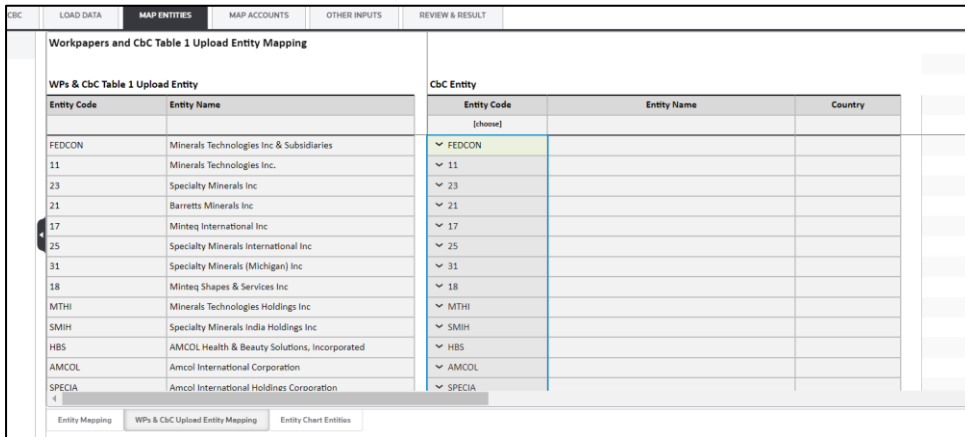 CBC LOAD DATA MAP ENTITIES MAP ACCOUNTS OTHER INPUTS REVIEW & RESULT
Workpapers and CbC Table 1 Upload Entity Mapping
WPs & CbC Table 1 Upload Entity CbC Entity
Entity Code Entity Name Entity Code Entity Name Country
[choose]
FEDCON Minerals Technologies Inc & Subsidiaries FEDCON
11 Minerals Technologies Inc. 11
23 Specialty Minerals Inc 23
21 Barretts Minerals Inc 21
17 Minteq International Inc 17
25 Specialty Minerals International Inc 25
31 Specialty Minerals (Michigan) Inc 31
18 Minteq Shapes & Services Inc 18
MTHI Minerals Technologies Holdings Inc MTHI
SMIH Specialty Minerals India Holdings Inc SMIH
HBS AMCOL Health & Beauty Solutions, Incorporated HBS
AMCOL Amcol International Corporation AMCOL
SPECIA Amcol International Holdings Corporation SPECIA
Entity Mapping WPs & CbC Upload Entity Mapping Entity Chart Entities